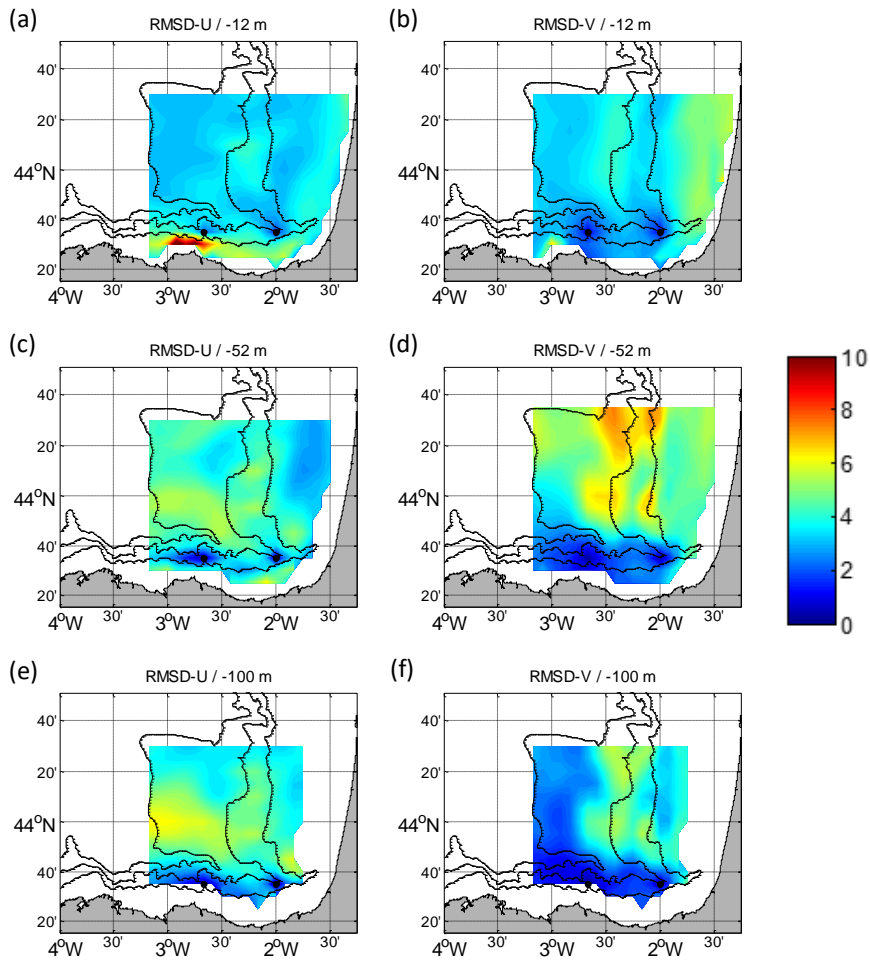 (a)
RMSD-U / -12 m
40'
20'
44°N
40'
20'
4°W
30'
3°W
30'
2°W
30'
(b)
RMSD-V / -12 m
40'
20'
44°N
40'
20'
4°W
30'
3°W
30'
2°W
30'
(c)
RMSD-U / -52 m
40'
20'
44°N
40'
20'
4°W
30'
3°W
30'
2°W
30'
(d)
RMSD-V / -52 m
40'
20'
44°N
40'
20'
4°W
30'
3°W
30'
2°W
30'
10
8
6
4
2
0
(e)
RMSD-U / -100 m
40'
20'
44°N
40'
20'
4°W
30'
3°W
30'
2°W
30'
(f)
RMSD-V / -100 m
40'
20'
44°N
40'
20'
4°W
30'
3°W
30'
2°W
30'